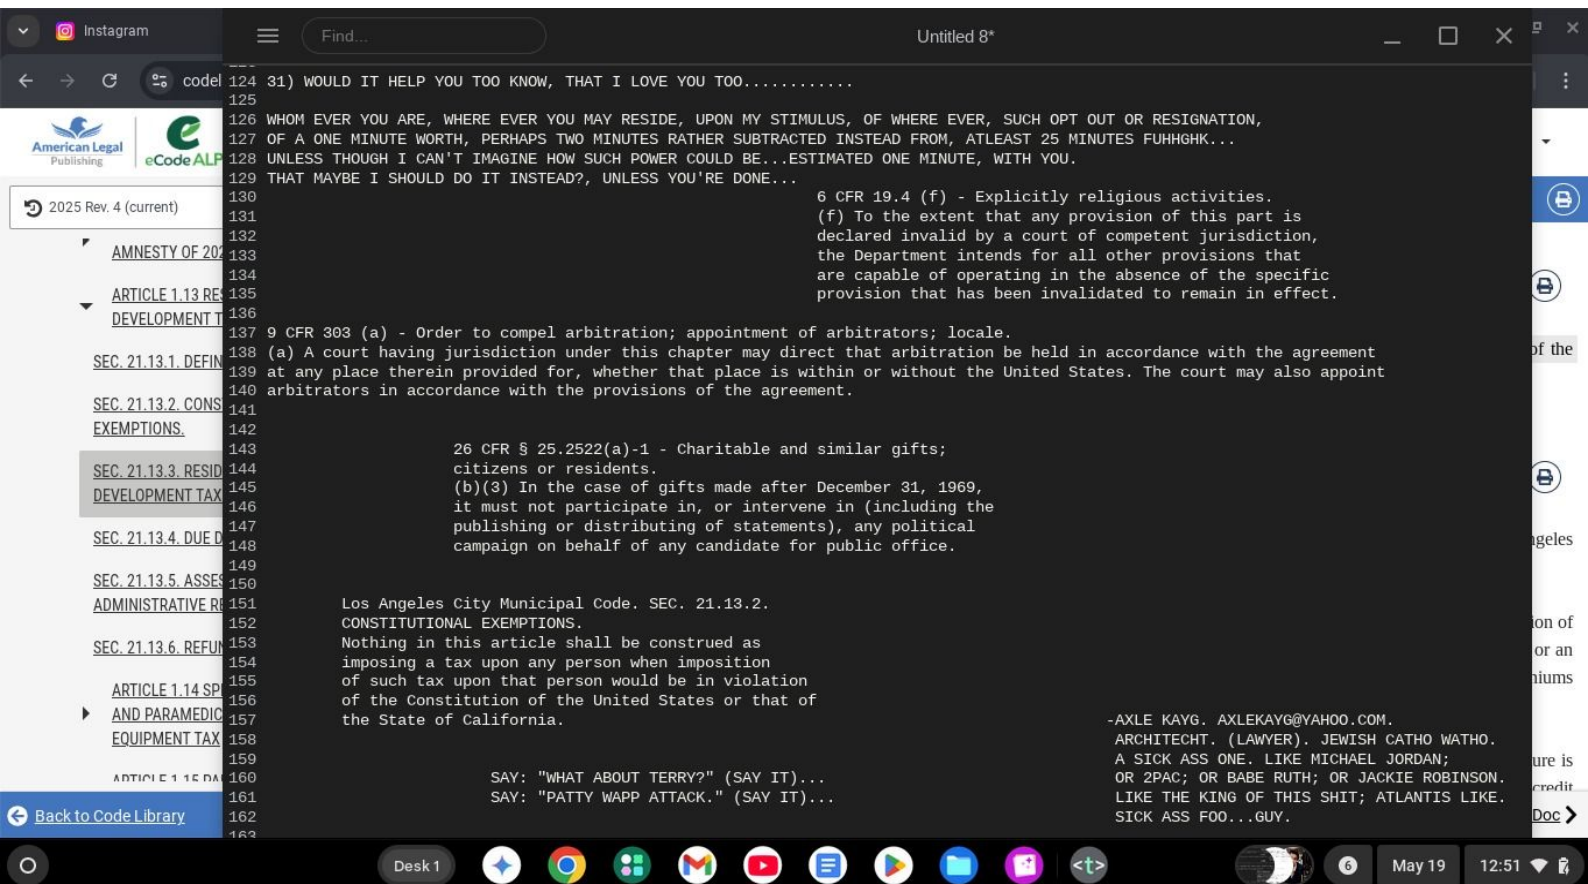 Instagram
Find...
Untitled 8*
codel
American Legal
Publishing
eCode ALP
2025 Rev. 4 (current)
AMNESTY OF 202
ARTICLE 1.13 RES
DEVELOPMENT T
SEC. 21.13.1. DEFIN
SEC. 21.13.2. CONS
EXEMPTIONS.
SEC. 21.13.3. RESID
DEVELOPMENT TAX
SEC. 21.13.4. DUE D
SEC. 21.13.5. ASSES
ADMINISTRATIVE RE
SEC. 21.13.6. REFUN
ARTICLE 1.14 SP
AND PARAMEDIC
EQUIPMENT TAX
ARTICLE 1.15 PA
Back to Code Library
124 31) WOULD IT HELP YOU TOO KNOW, THAT I LOVE YOU TOO............
125
126 WHOM EVER YOU ARE, WHERE EVER YOU MAY RESIDE, UPON MY STIMULUS, OF WHERE EVER, SUCH OPT OUT OR RESIGNATION,
127 OF A ONE MINUTE WORTH, PERHAPS TWO MINUTES RATHER SUBTRACTED INSTEAD FROM, ATLEAST 25 MINUTES FUHHGHK...
128 UNLESS THOUGH I CAN'T IMAGINE HOW SUCH POWER COULD BE...ESTIMATED ONE MINUTE, WITH YOU.
129 THAT MAYBE I SHOULD DO IT INSTEAD?, UNLESS YOU'RE DONE...
130 6 CFR 19.4 (f) - Explicitly religious activities.
131 (f) To the extent that any provision of this part is
132 declared invalid by a court of competent jurisdiction,
133 the Department intends for all other provisions that
134 are capable of operating in the absence of the specific
135 provision that has been invalidated to remain in effect.
136
137 9 CFR 303 (a) - Order to compel arbitration; appointment of arbitrators; locale.
138 (a) A court having jurisdiction under this chapter may direct that arbitration be held in accordance with the agreement
139 at any place therein provided for, whether that place is within or without the United States. The court may also appoint
140 arbitrators in accordance with the provisions of the agreement.
141
142
143 26 CFR § 25.2522(a)-1 - Charitable and similar gifts;
144 citizens or residents.
145 (b)(3) In the case of gifts made after December 31, 1969,
146 it must not participate in, or intervene in (including the
147 publishing or distributing of statements), any political
148 campaign on behalf of any candidate for public office.
149
150
151 Los Angeles City Municipal Code. SEC. 21.13.2.
152 CONSTITUTIONAL EXEMPTIONS.
153 Nothing in this article shall be construed as
154 imposing a tax upon any person when imposition
155 of such tax upon that person would be in violation
156 of the Constitution of the United States or that of
157 the State of California. -AXLE KAYG. AXLEKAYG@YAHOO.COM.
158 ARCHITECHT. (LAWYER). JEWISH CATHO WATHO.
159 A SICK ASS ONE. LIKE MICHAEL JORDAN;
160 SAY: "WHAT ABOUT TERRY?" (SAY IT)... OR 2PAC; OR BABE RUTH; OR JACKIE ROBINSON.
161 SAY: "PATTY WAPP ATTACK." (SAY IT)... LIKE THE KING OF THIS SHIT; ATLANTIS LIKE.
162 SICK ASS FOO...GUY.
163
of the
ngeles
ion of
or an
niums
ure is
credit
Doc
Desk 1
<t>
6
May 19
12:51